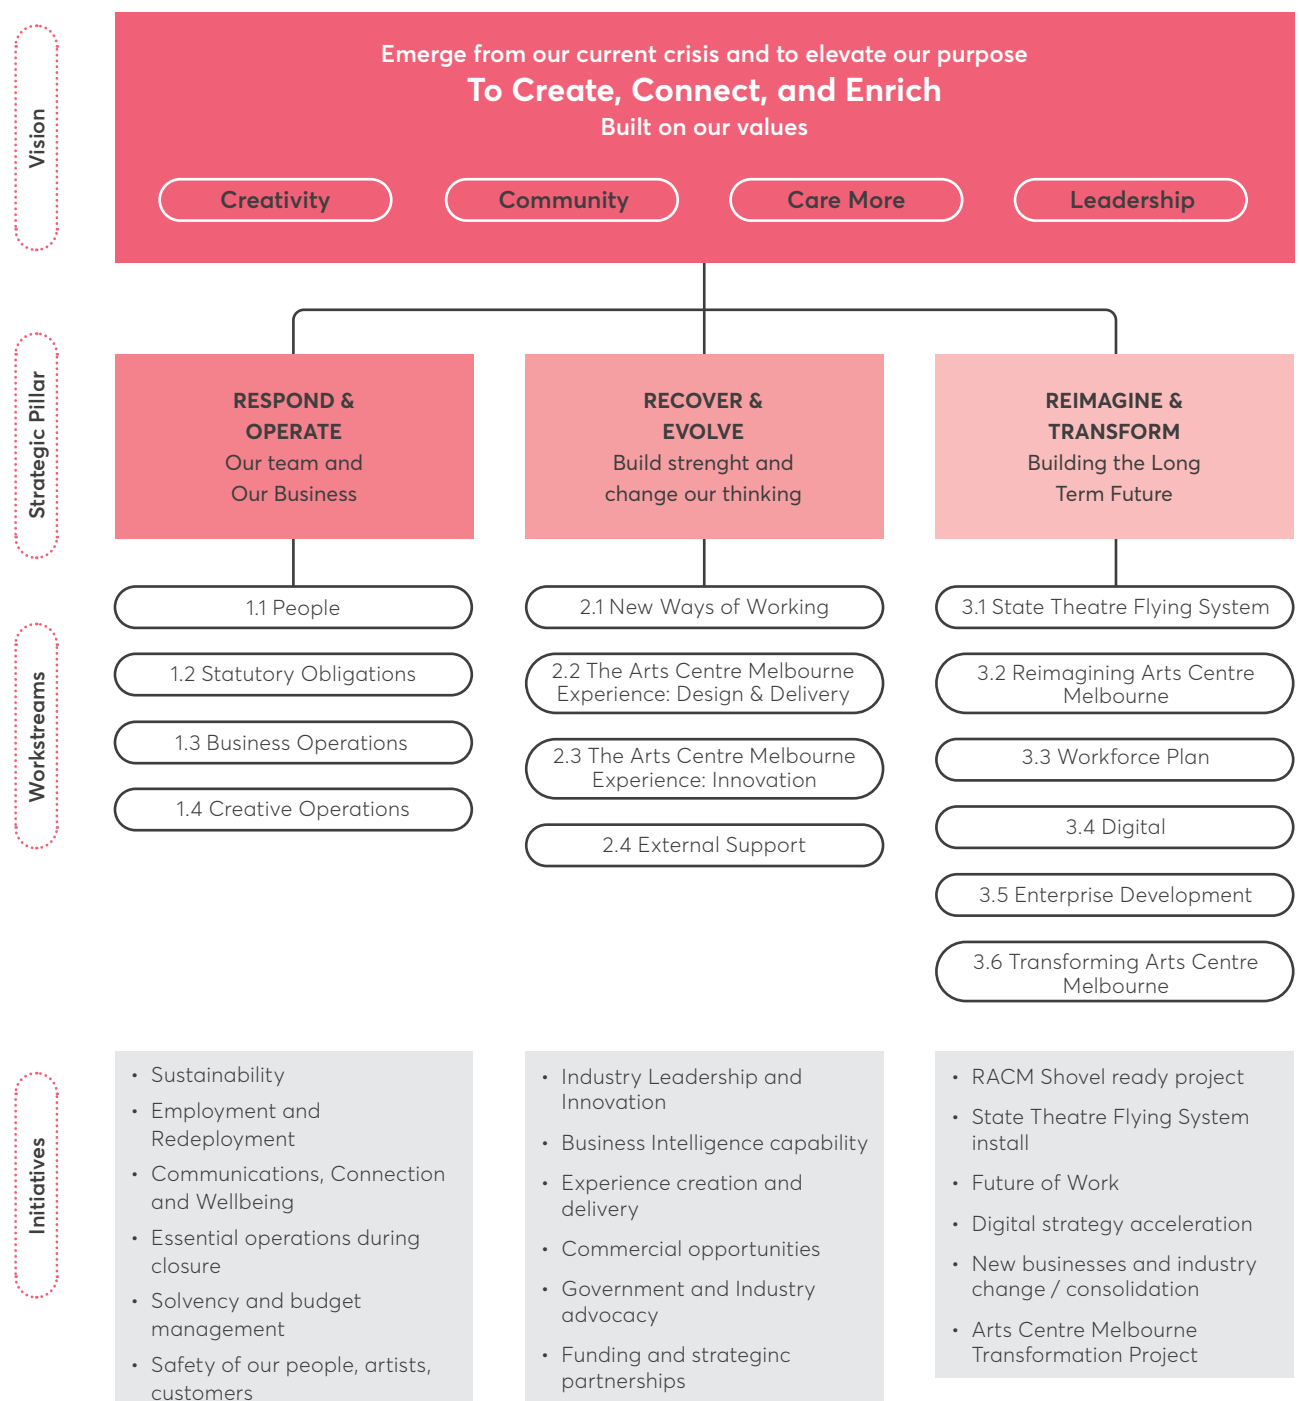 Vision
Emerge from our current crisis and to elevate our purpose
To Create, Connect, and Enrich
Built on our values
Creativity
Community
Care More
Leadership
Strategic Pillar
RESPOND &
OPERATE
Our team and
Our Business
RECOVER &
EVOLVE
Build strenght and
change our thinking
REIMAGINE &
TRANSFORM
Building the Long
Term Future
Workstreams
1.1 People
1.2 Statutory Obligations
1.3 Business Operations
1.4 Creative Operations
2.1 New Ways of Working
2.2 The Arts Centre Melbourne
Experience: Design & Delivery
2.3 The Arts Centre Melbourne
Experience: Innovation
2.4 External Support
3.1 State Theatre Flying System
3.2 Reimagining Arts Centre
Melbourne
3.3 Workforce Plan
3.4 Digital
3.5 Enterprise Development
3.6 Transforming Arts Centre
Melbourne
Initiatives
• Sustainability
• Employment and
Redeployment
• Communications, Connection
and Wellbeing
• Essential operations during
closure
• Solvency and budget
management
• Safety of our people, artists,
customers
• Industry Leadership and
Innovation
• Business Intelligence capability
• Experience creation and
delivery
• Commercial opportunities
• Government and Industry
advocacy
• Funding and strateginc
partnerships
• RACM Shovel ready project
• State Theatre Flying System
install
• Future of Work
• Digital strategy acceleration
• New businesses and industry
change / consolidation
• Arts Centre Melbourne
Transformation Project